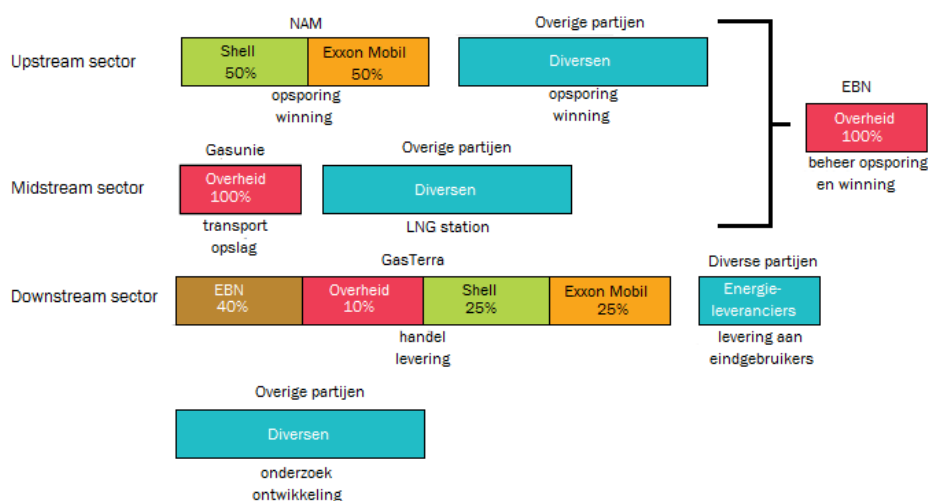 NAM
Overige partijen
Upstream sector
Shell
50%
Exxon Mobil
50%
Diversen
opsporing
winning
opsporing
winning
EBN
Overheid
100%
beheer opsporing
en winning
Gasunie
Overige partijen
Midstream sector
Overheid
100%
Diversen
transport
opslag
LNG station
GasTerra
Diverse partijen
Downstream sector
EBN
40%
Overheid
10%
Shell
25%
Exxon Mobil
25%
Energie-
leveranciers
handel
levering
levering aan
eindgebruikers
Overige partijen
Diversen
onderzoek
ontwikkeling